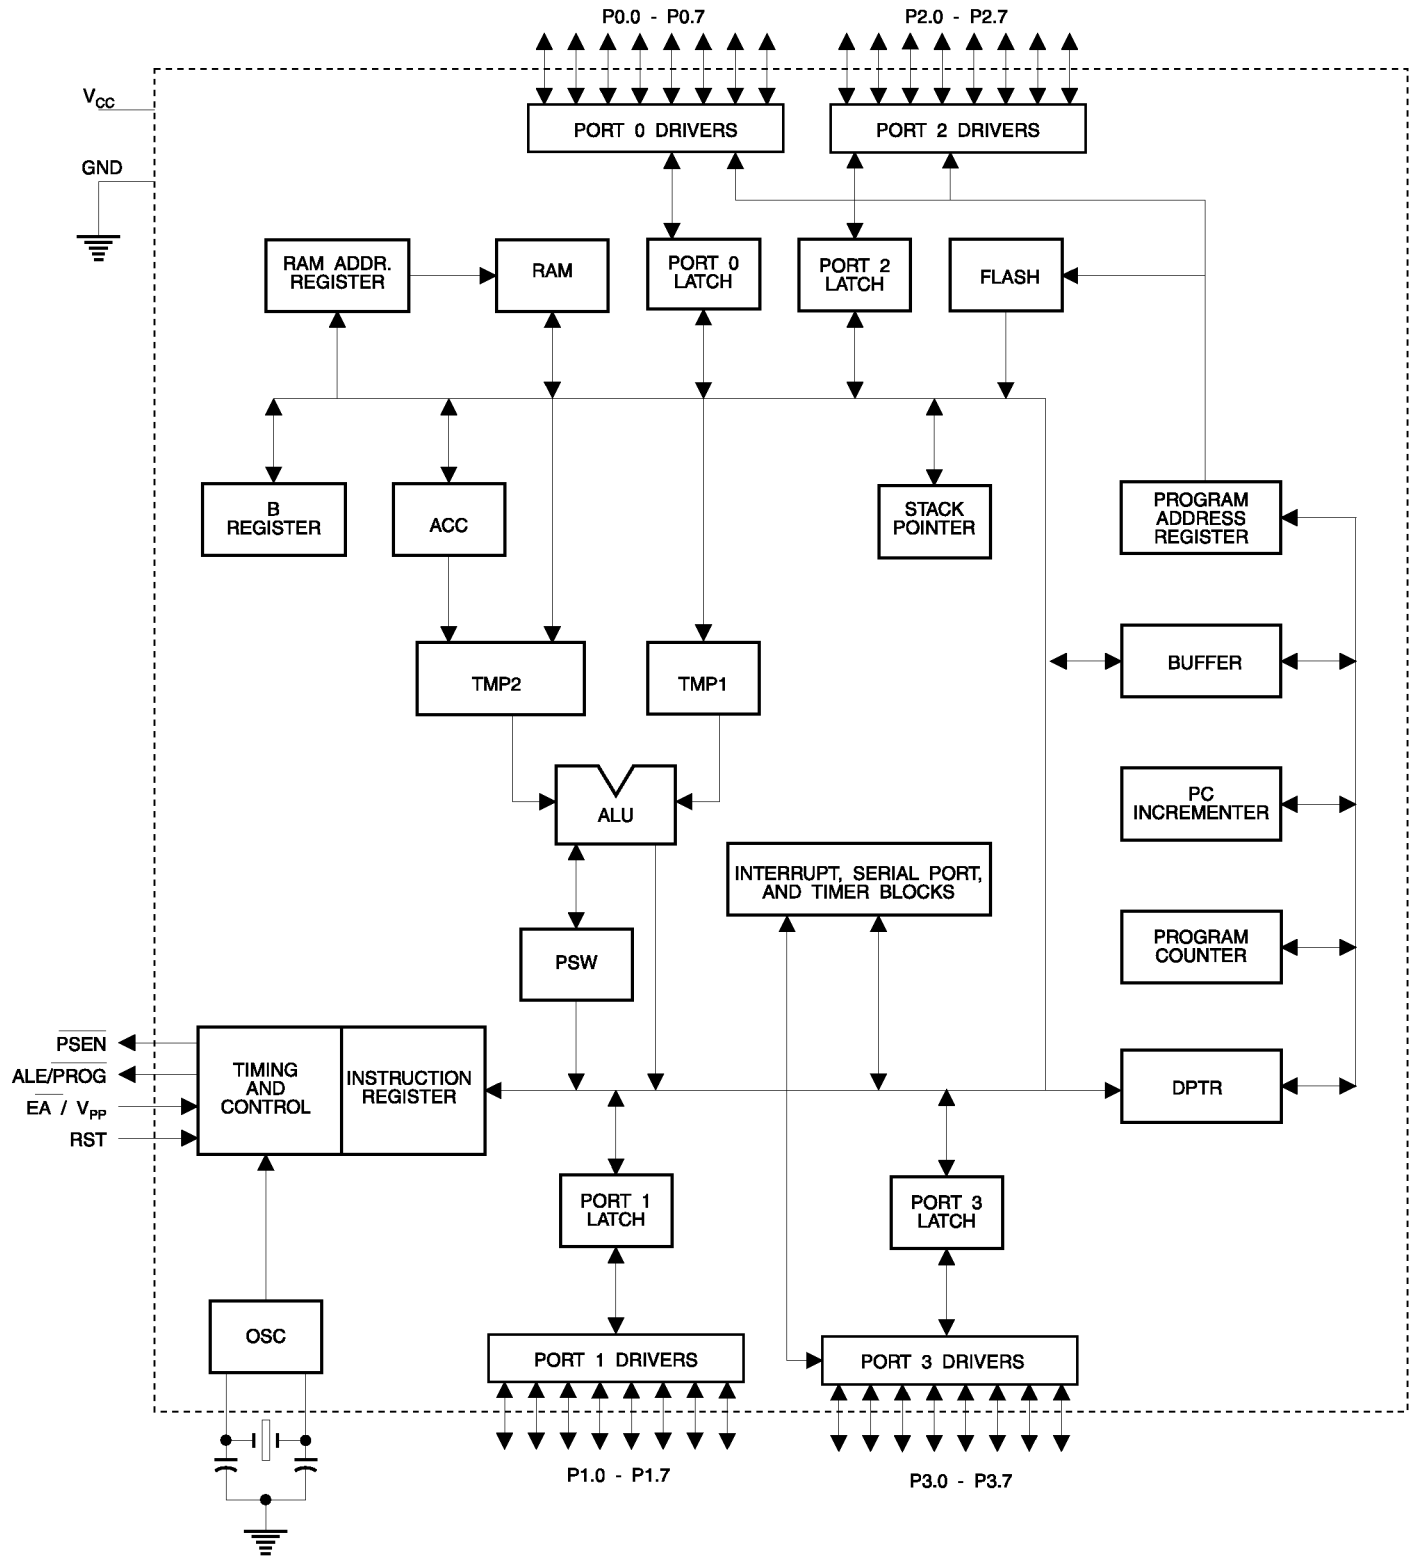 P0.0 - P0.7
P2.0 - P2.7
VCC
GND
PORT 0 DRIVERS
PORT 2 DRIVERS
RAM ADDR.
REGISTER
RAM
PORT 0
LATCH
PORT 2
LATCH
FLASH
B
REGISTER
ACC
STACK
POINTER
PROGRAM
ADDRESS
REGISTER
TMP2
TMP1
BUFFER
ALU
PC
INCREMENTER
INTERRUPT, SERIAL PORT,
AND TIMER BLOCKS
PSW
PROGRAM
COUNTER
PSEN
ALE/PROG
EA / VPP
RST
TIMING
AND
CONTROL
INSTRUCTION
REGISTER
DPTR
PORT 1
LATCH
PORT 3
LATCH
OSC
PORT 1 DRIVERS
PORT 3 DRIVERS
P1.0 - P1.7
P3.0 - P3.7